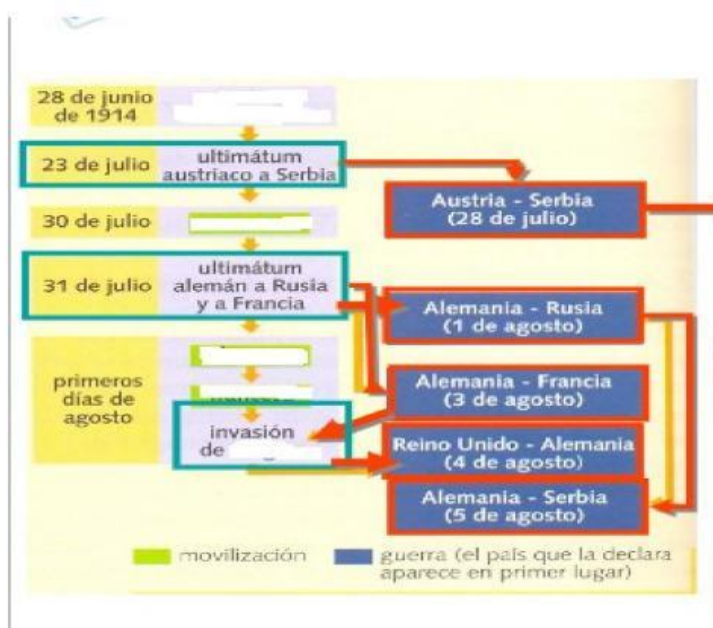 28 de junio
de 1914
23 de julio
ultimátum
austriaco a Serbia
Austria - Serbia
(28 de julio)
30 de julio
31 de julio
ultimátum
alemán a Rusia
y a Francia
Alemania - Rusia
(1 de agosto)
primeros
días de
agosto
Alemania - Francia
(3 de agosto)
invasión
de
Reino Unido - Alemania
(4 de agosto)
Alemania - Serbia
(5 de agosto)
movilización
guerra (el país que la declara
aparece en primer lugar)